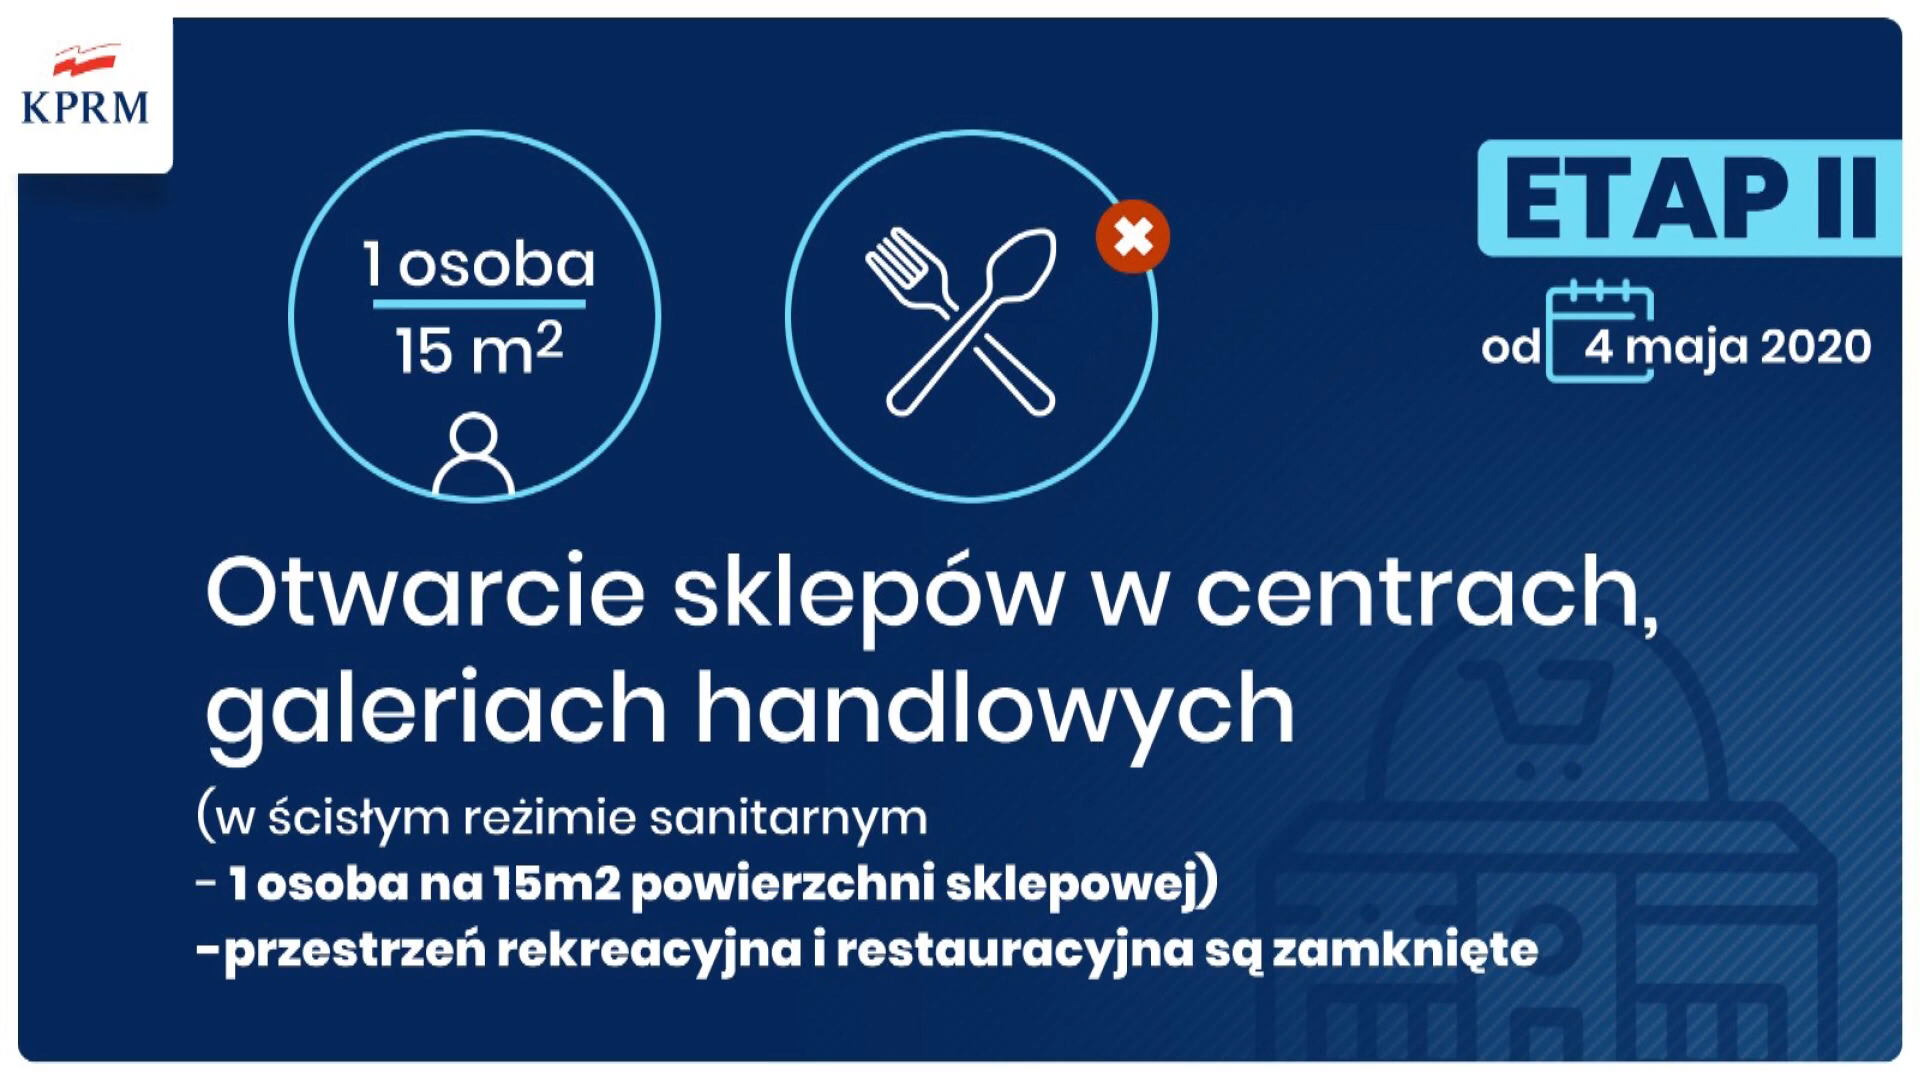 KPRM
1 osoba
15 m²
ETAP II
od 4 maja 2020
Otwarcie sklepów w centrach,
galeriach handlowych
(w ścisłym reżimie sanitarnym
- 1 osoba na 15m2 powierzchni sklepowej)
-przestrzeń rekreacyjna i restauracyjna są zamknięte